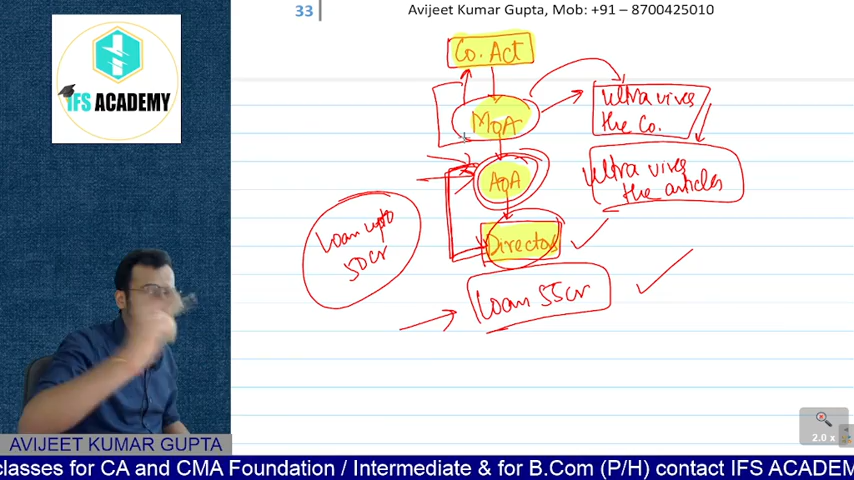 33
Avijeet Kumar Gupta, Mob: +91 – 8700425010
IFS ACADEMY
Co. Act
MoA
ultra vires
the Co.
AoA
ultra vires
the articles
Directors
Loan upto
50cr
Loan 55cr
2.0 x
AVIJEET KUMAR GUPTA
classes for CA and CMA Foundation / Intermediate & for B.Com (P/H) contact IFS ACADEM